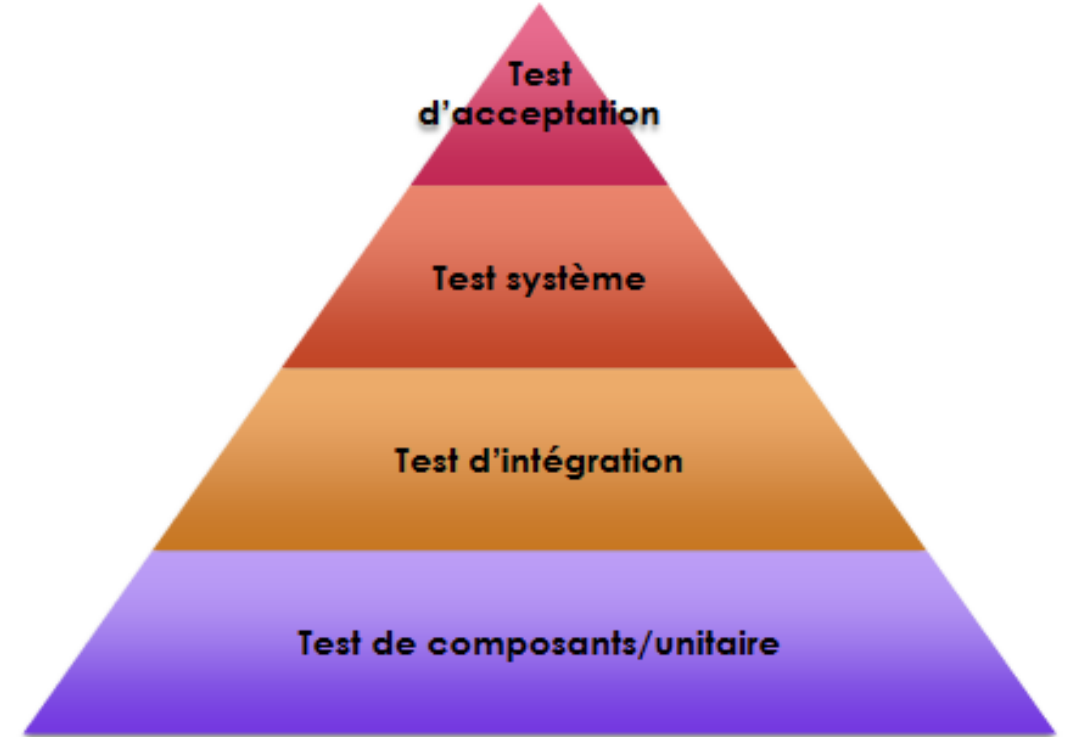 Test
d'acceptation
Test système
Test d'intégration
Test de composants/unitaire